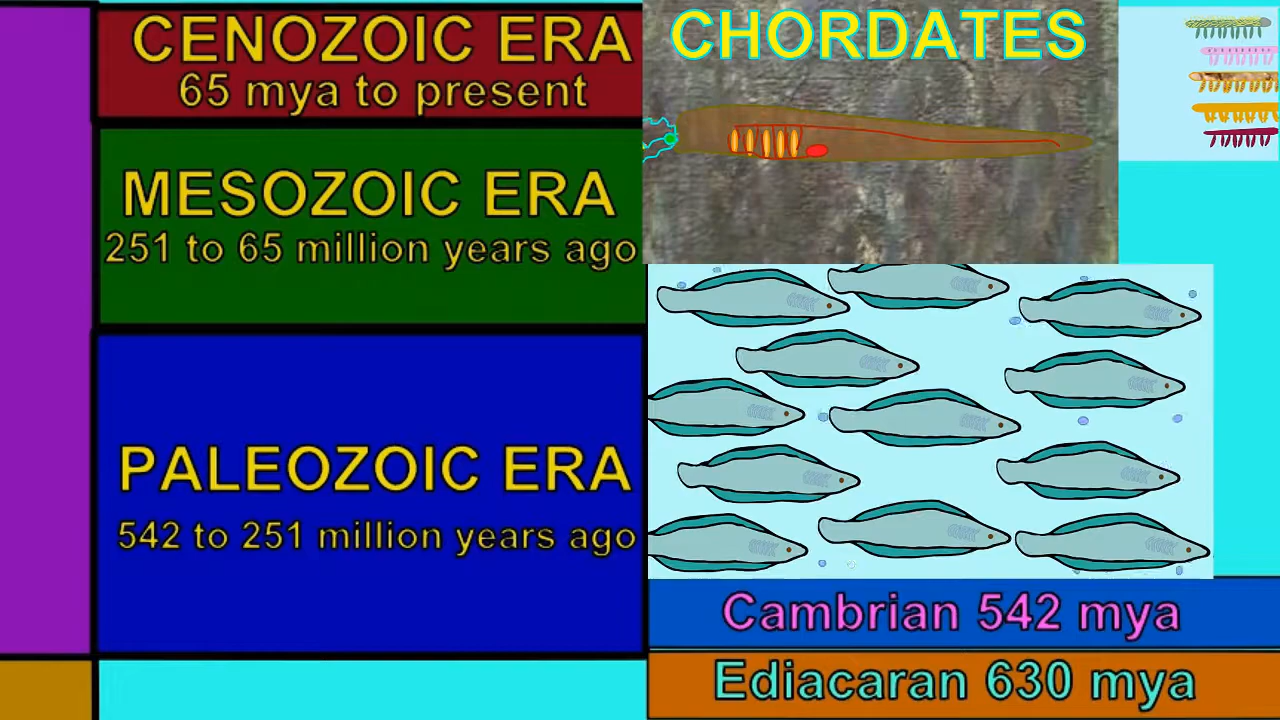 CENOZOIC ERA
65 mya to present
MESOZOIC ERA
251 to 65 million years ago
PALEOZOIC ERA
542 to 251 million years ago
CHORDATES
Cambrian 542 mya
Ediacaran 630 mya